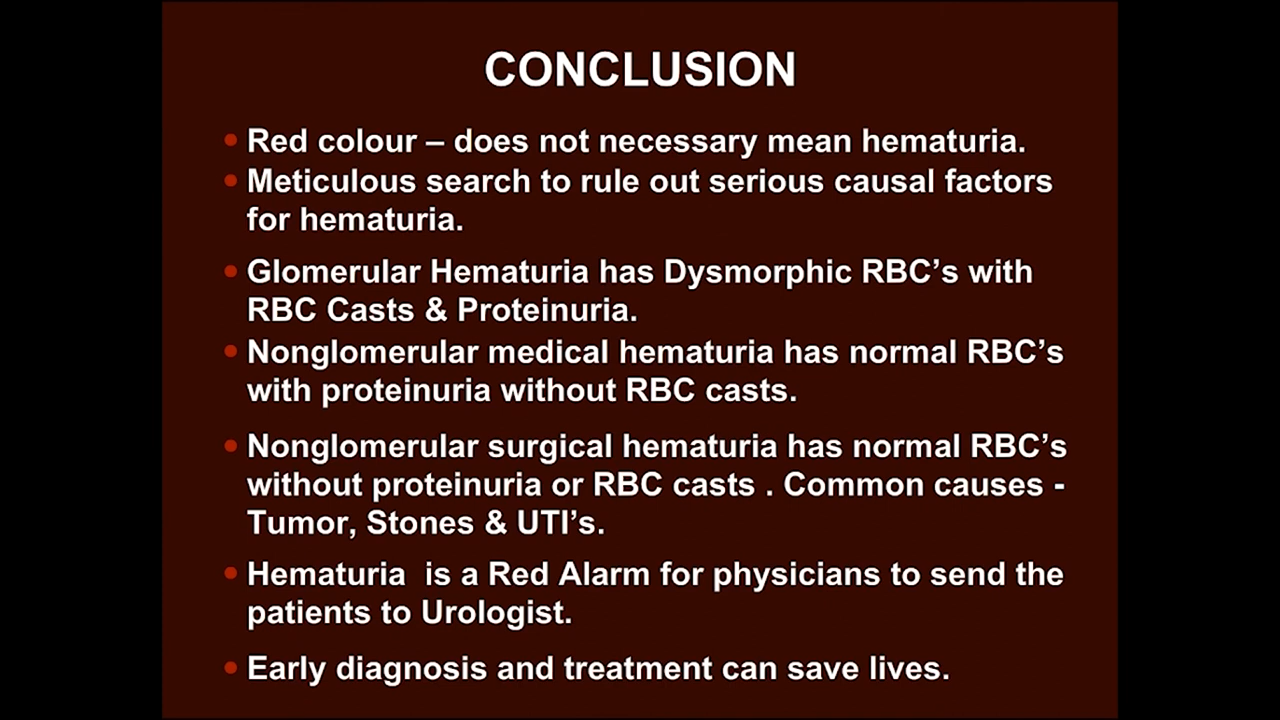 CONCLUSION
• Red colour – does not necessary mean hematuria.
• Meticulous search to rule out serious causal factors
for hematuria.
• Glomerular Hematuria has Dysmorphic RBC’s with
RBC Casts & Proteinuria.
• Nonglomerular medical hematuria has normal RBC’s
with proteinuria without RBC casts.
• Nonglomerular surgical hematuria has normal RBC’s
without proteinuria or RBC casts . Common causes -
Tumor, Stones & UTI’s.
• Hematuria  is a Red Alarm for physicians to send the
patients to Urologist.
• Early diagnosis and treatment can save lives.